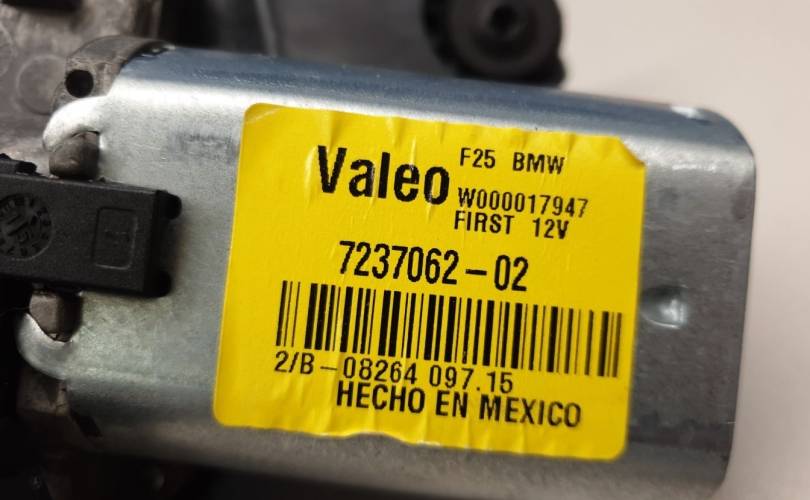 Valeo
F25 BMW
W000017947
FIRST 12V
7237062-02
2/B-08264 097.15
HECHO EN MEXICO